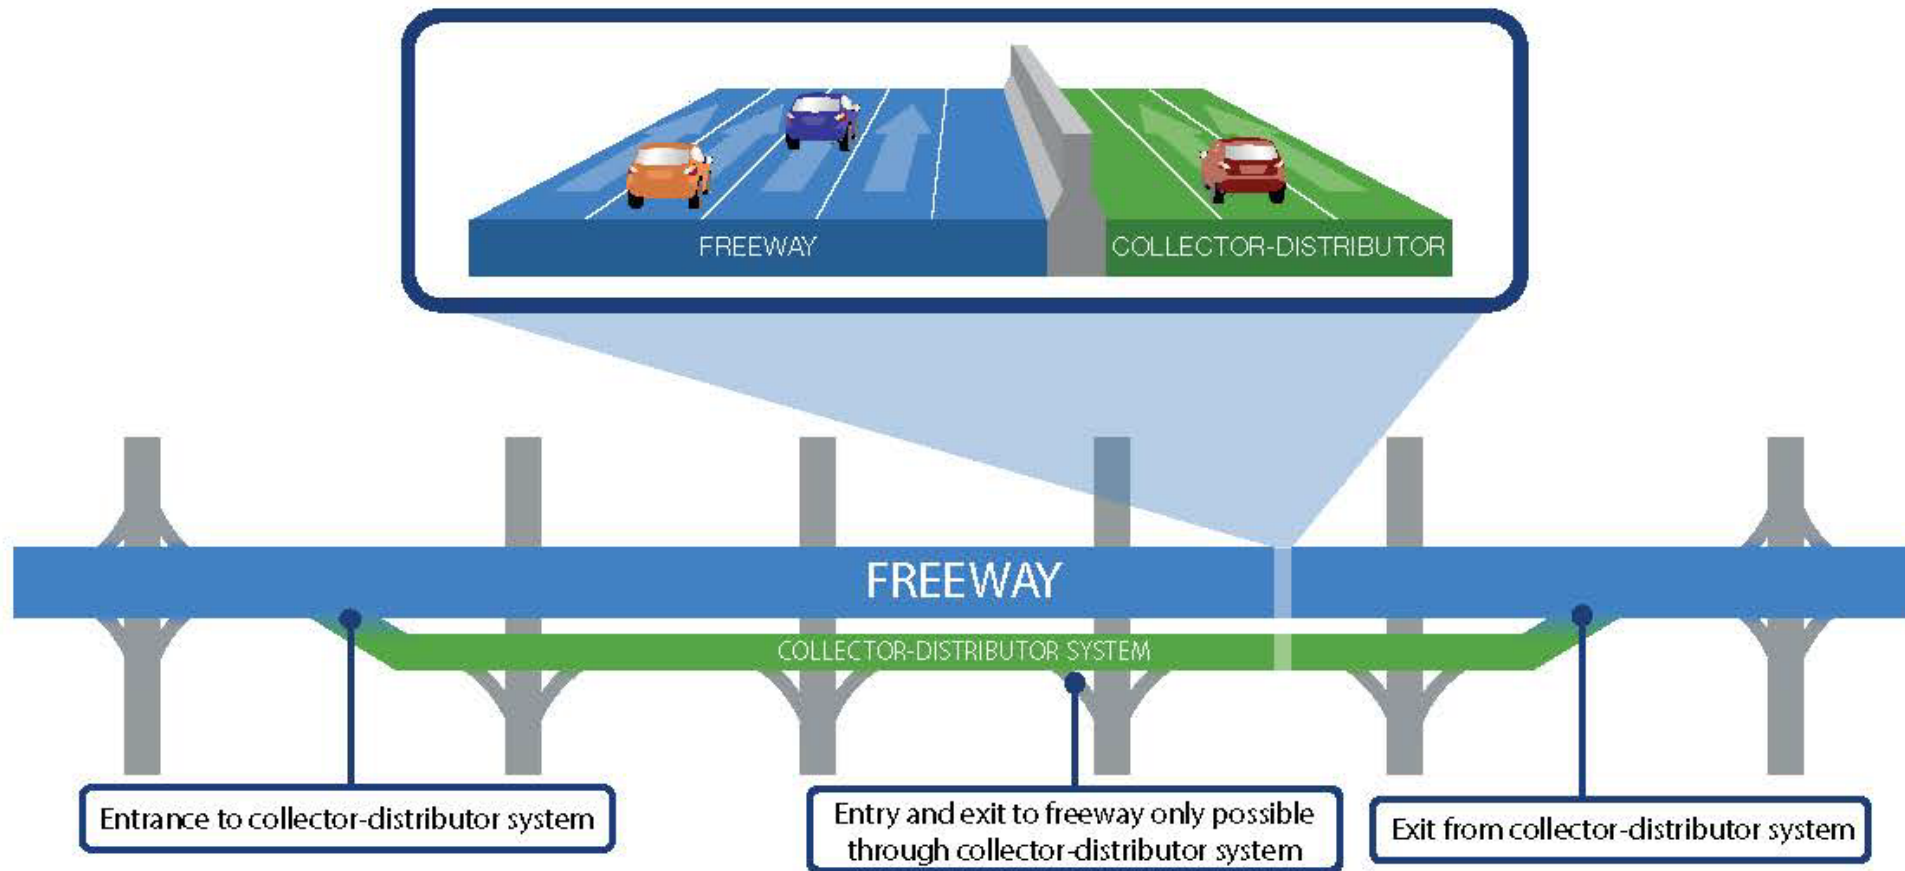 FREEWAY
COLLECTOR-DISTRIBUTOR
FREEWAY
COLLECTOR-DISTRIBUTOR SYSTEM
Entrance to collector-distributor system
Entry and exit to freeway only possible
through collector-distributor system
Exit from collector-distributor system